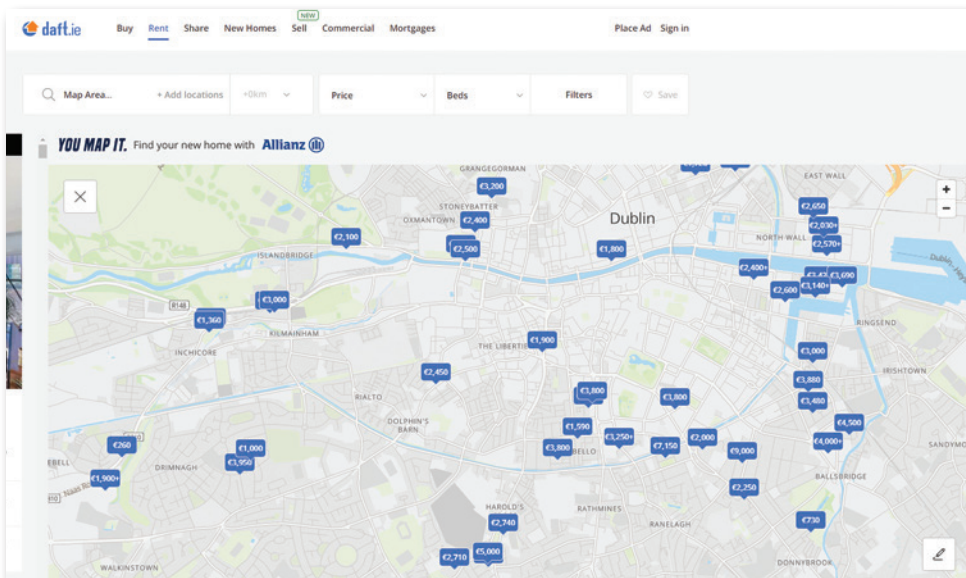 daft.ie
Buy
Rent
Share
New Homes
NEW
Sell
Commercial
Mortgages
Place Ad
Sign in
Map Area...
+ Add locations
+0km
Price
Beds
Filters
Save
YOU MAP IT. Find your new home with Allianz
GRANGEGORMAN
€3,200
EAST WALL
STONEYBATTER
€2,650
OXMANTOWN
€2,400
Dublin
€2,030+
€2,100
€2,500
€1,800
NORTH WALL
€2,570+
ISLANDBRIDGE
€2,400+
€3,690
€3,140+
€2,600
€3,000
R148
€1,360
RINGSEND
KILMAINHAM
€1,900
THE LIBERTIE
INCHICORE
€3,000
€2,450
IRISHTOWN
€3,880
€3,800
€3,800
RIALTO
€3,480
DOLPHIN'S
BARN
€1,590
€4,500
€3,250+
€2,000
€4,000+
€260
€1,000
€3,800
BELLO
€7,150
€9,000
SANDYMO
EBELL
DRIMNAGH
€3,950
€1,900+
BALLSBRIDGE
€2,250
Naas
HAROLD'S
RATHMINES
€2,740
€730
RANELAGH
€2,710
€5,000
DONNYBROOK
WALKINSTOWN